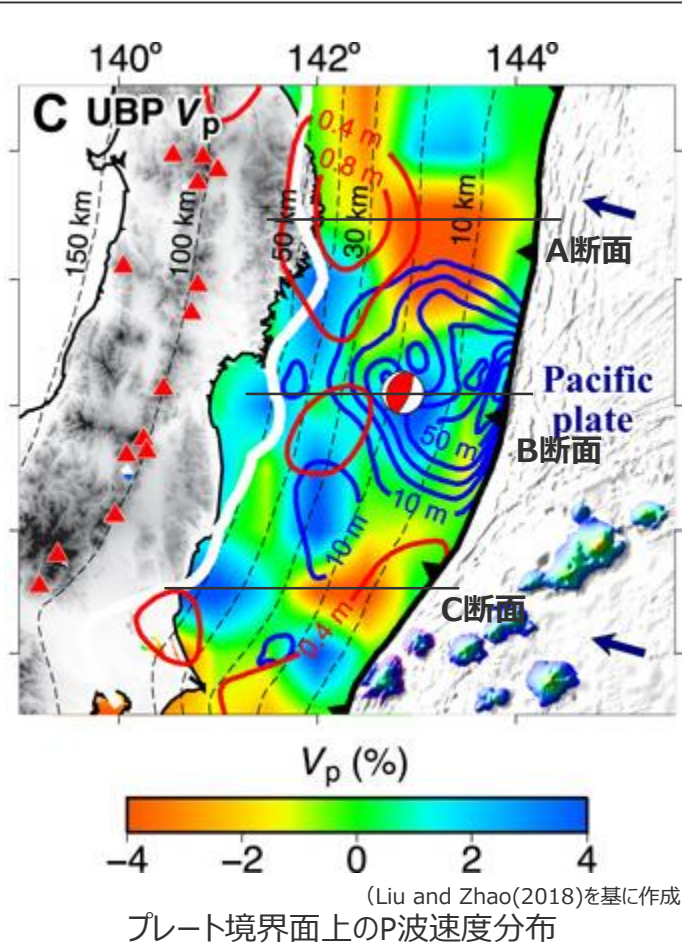 140° 142° 144°
C UBP Vp
0.4 m
0.8 m
150 km
100 km
50 km
30 km
10 km
A断面
Pacific
plate
50 m
B断面
10 m
10 m
C断面
0.4 m
Vp (%)
−4 −2 0 2 4
（Liu and Zhao(2018)を基に作成
プレート境界面上のP波速度分布